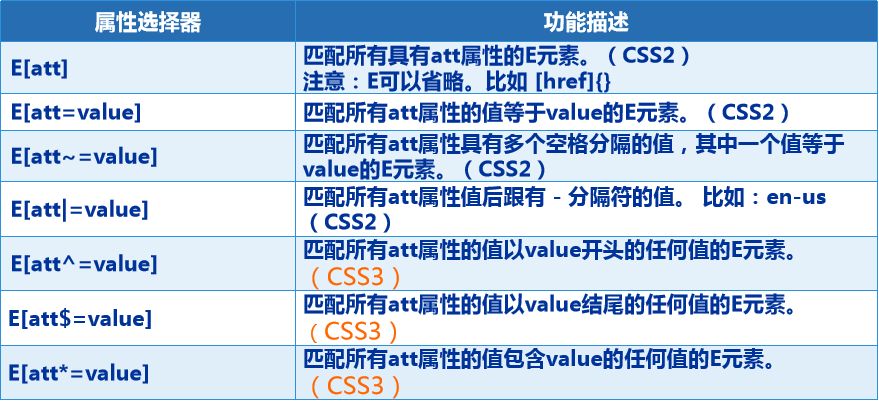 属性选择器 功能描述
E[att] 匹配所有具有att属性的E元素。（CSS2）
注意：E可以省略。比如 [href]{}
E[att=value] 匹配所有att属性的值等于value的E元素。（CSS2）
E[att~=value] 匹配所有att属性具有多个空格分隔的值，其中一个值等于
value的E元素。（CSS2）
E[att|=value] 匹配所有att属性值后跟有 - 分隔符的值。 比如：en-us
（CSS2）
E[att^=value] 匹配所有att属性的值以value开头的任何值的E元素。
（CSS3）
E[att$=value] 匹配所有att属性的值以value结尾的任何值的E元素。
（CSS3）
E[att*=value] 匹配所有att属性的值包含value的任何值的E元素。
（CSS3）